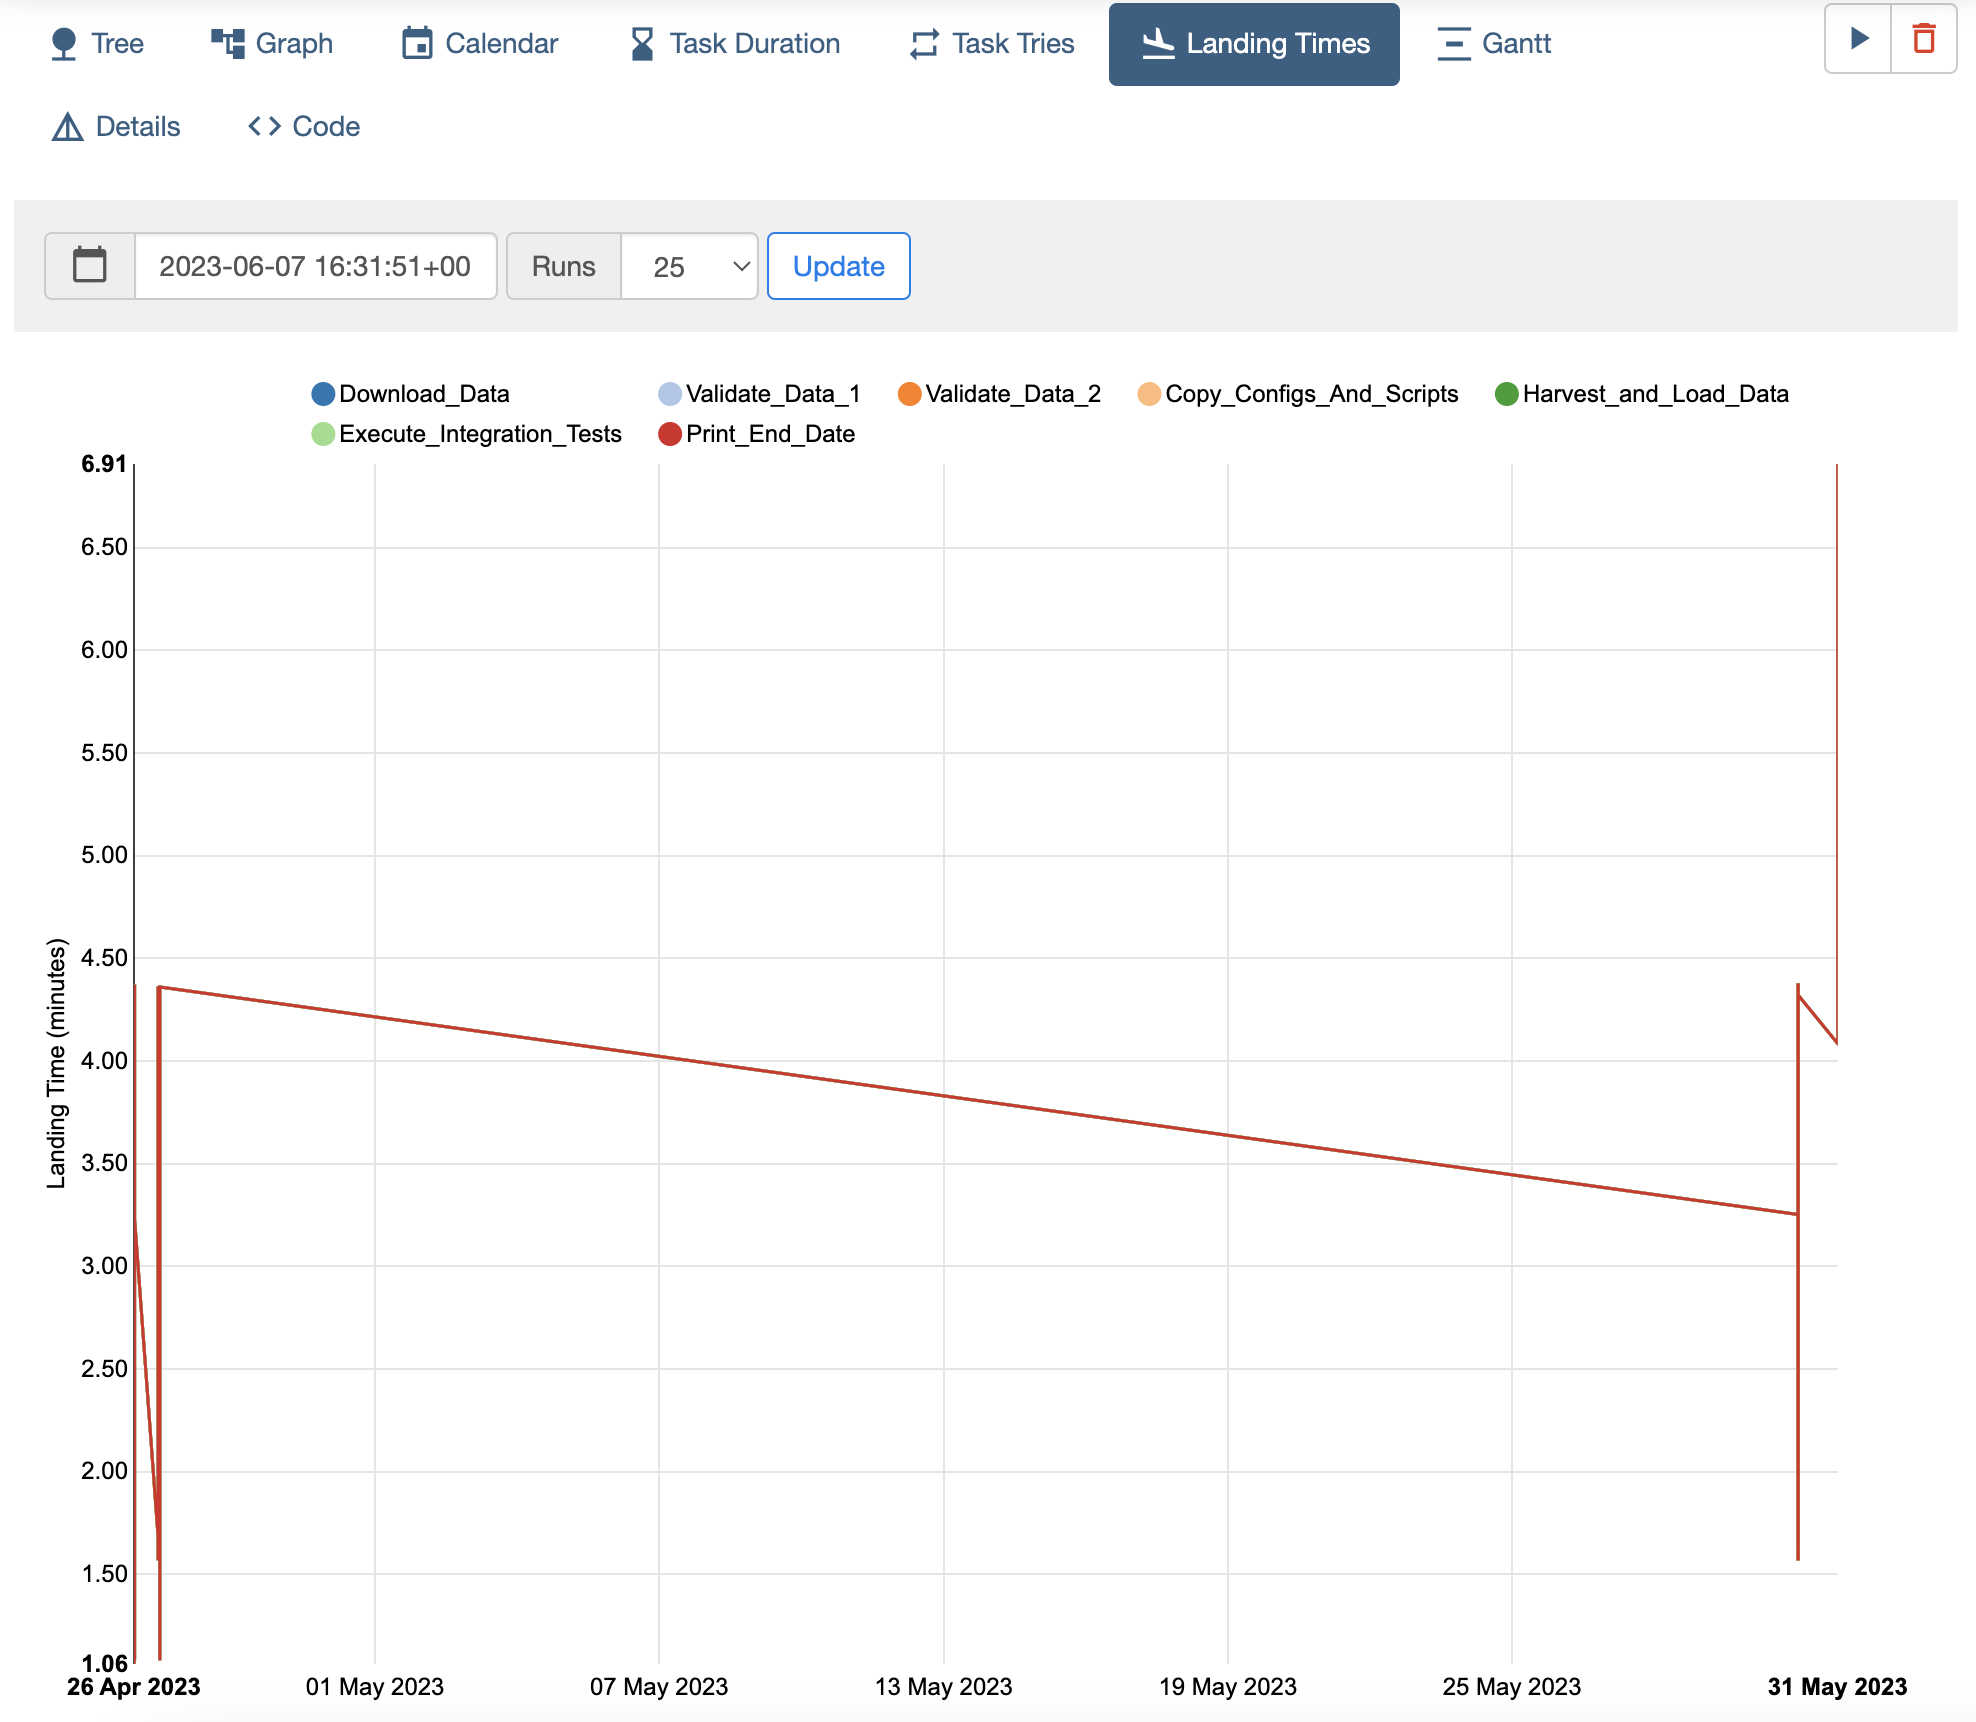 Tree Graph Calendar Task Duration Task Tries Landing Times Gantt
Details Code
2023-06-07 16:31:51+00 Runs 25 Update
Download_Data Validate_Data_1 Validate_Data_2 Copy_Configs_And_Scripts Harvest_and_Load_Data
Execute_Integration_Tests Print_End_Date
6.91
6.50
6.00
5.50
5.00
4.50
4.00
3.50
3.00
2.50
2.00
1.50
1.06
Landing Time (minutes)
26 Apr 2023 01 May 2023 07 May 2023 13 May 2023 19 May 2023 25 May 2023 31 May 2023